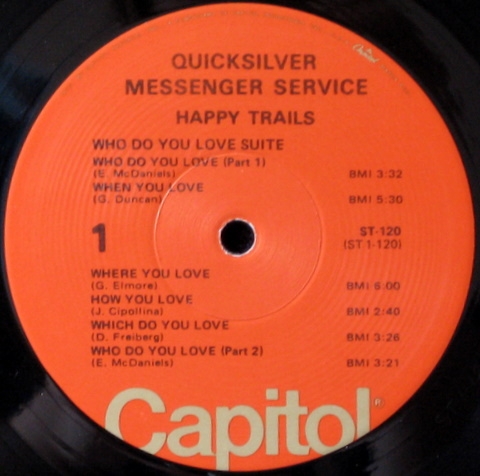 Capitol
QUICKSILVER
MESSENGER SERVICE
HAPPY TRAILS
WHO DO YOU LOVE SUITE
WHO DO YOU LOVE (Part 1)
(E. McDaniels) BMI 3:32
WHEN YOU LOVE
(G. Duncan) BMI 5:30
1
ST-120
(ST 1-120)
WHERE YOU LOVE
(G. Elmore) BMI 6:00
HOW YOU LOVE
(J. Cipollina) BMI 2:40
WHICH DO YOU LOVE
(D. Freiberg) BMI 3:26
WHO DO YOU LOVE (Part 2)
(E. McDaniels) BMI 3:21
Capitol®